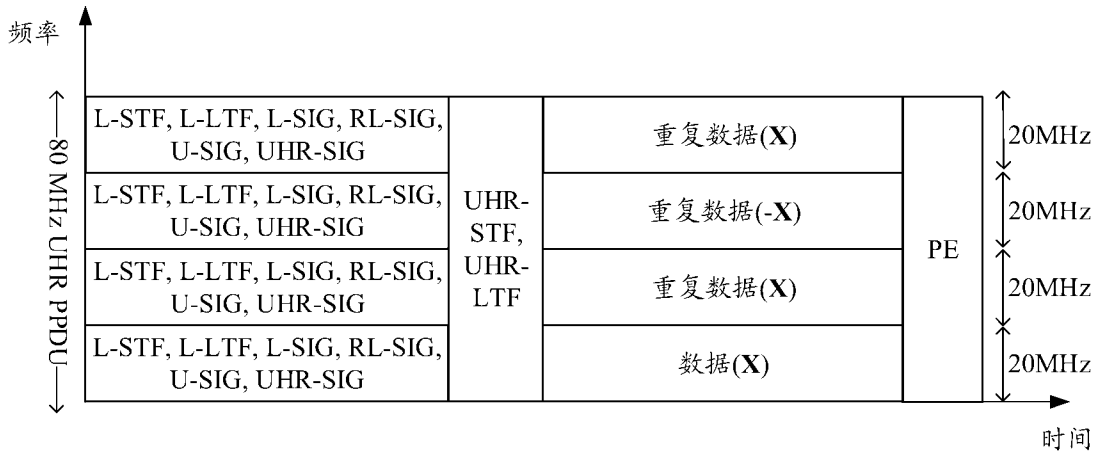 频率
80 MHz UHR PPDU
L-STF, L-LTF, L-SIG, RL-SIG,
U-SIG, UHR-SIG
L-STF, L-LTF, L-SIG, RL-SIG,
U-SIG, UHR-SIG
L-STF, L-LTF, L-SIG, RL-SIG,
U-SIG, UHR-SIG
L-STF, L-LTF, L-SIG, RL-SIG,
U-SIG, UHR-SIG
UHR-
STF,
UHR-
LTF
重复数据(X)
重复数据(-X)
重复数据(X)
数据(X)
PE
20MHz
20MHz
20MHz
20MHz
时间